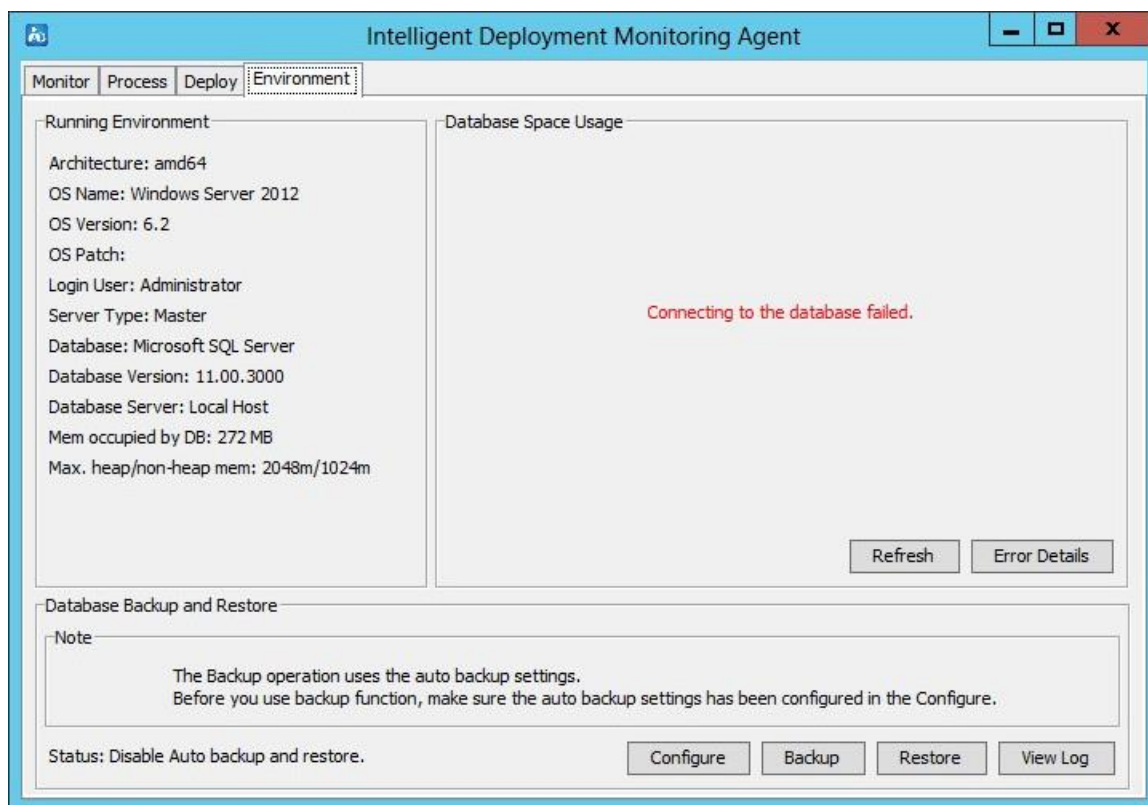 Intelligent Deployment Monitoring Agent
Monitor Process Deploy Environment
Running Environment
Architecture: amd64
OS Name: Windows Server 2012
OS Version: 6.2
OS Patch:
Login User: Administrator
Server Type: Master
Database: Microsoft SQL Server
Database Version: 11.00.3000
Database Server: Local Host
Mem occupied by DB: 272 MB
Max. heap/non-heap mem: 2048m/1024m
Database Space Usage
Connecting to the database failed.
Refresh Error Details
Database Backup and Restore
Note
The Backup operation uses the auto backup settings.
Before you use backup function, make sure the auto backup settings has been configured in the Configure.
Status: Disable Auto backup and restore.
Configure Backup Restore View Log